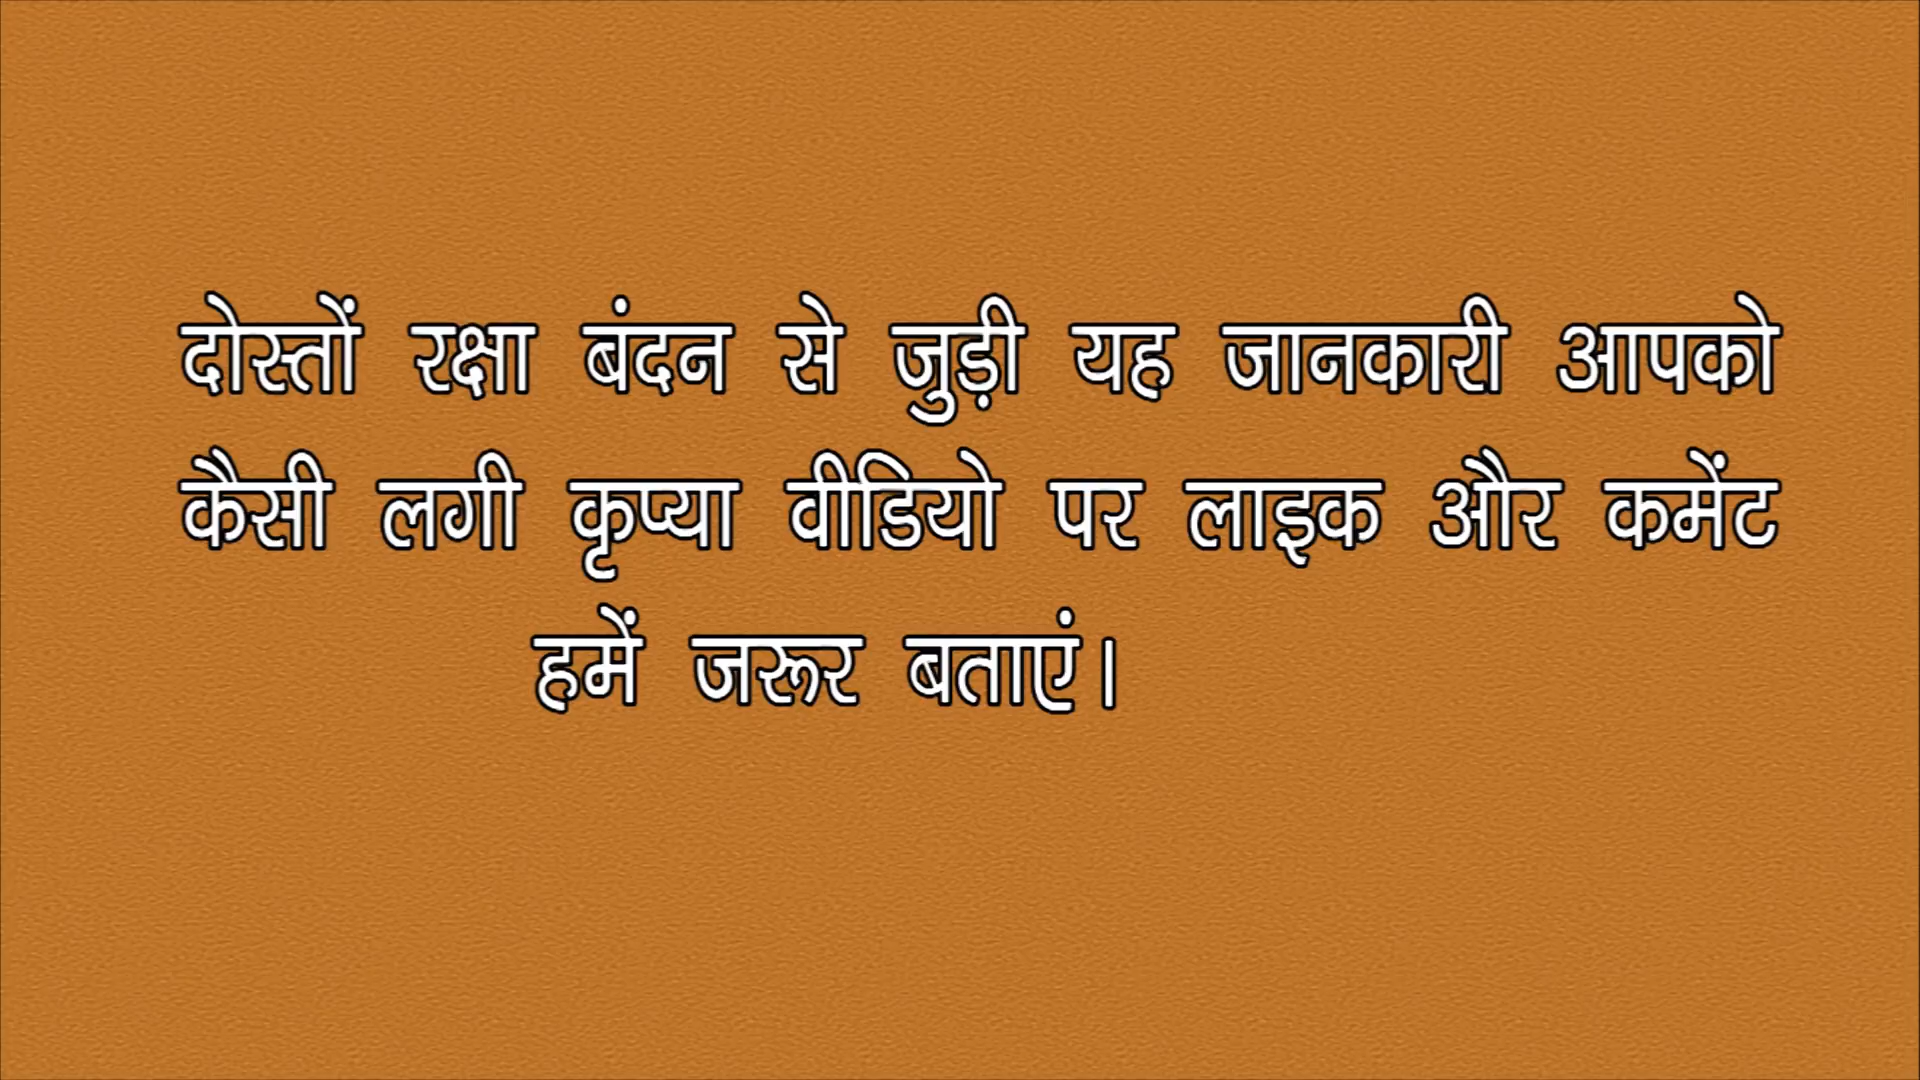 दोस्तों रक्षा बंदन से जुड़ी यह जानकारी आपको
कैसी लगी कृप्या वीडियो पर लाइक और कमेंट
हमें जरूर बताएं।